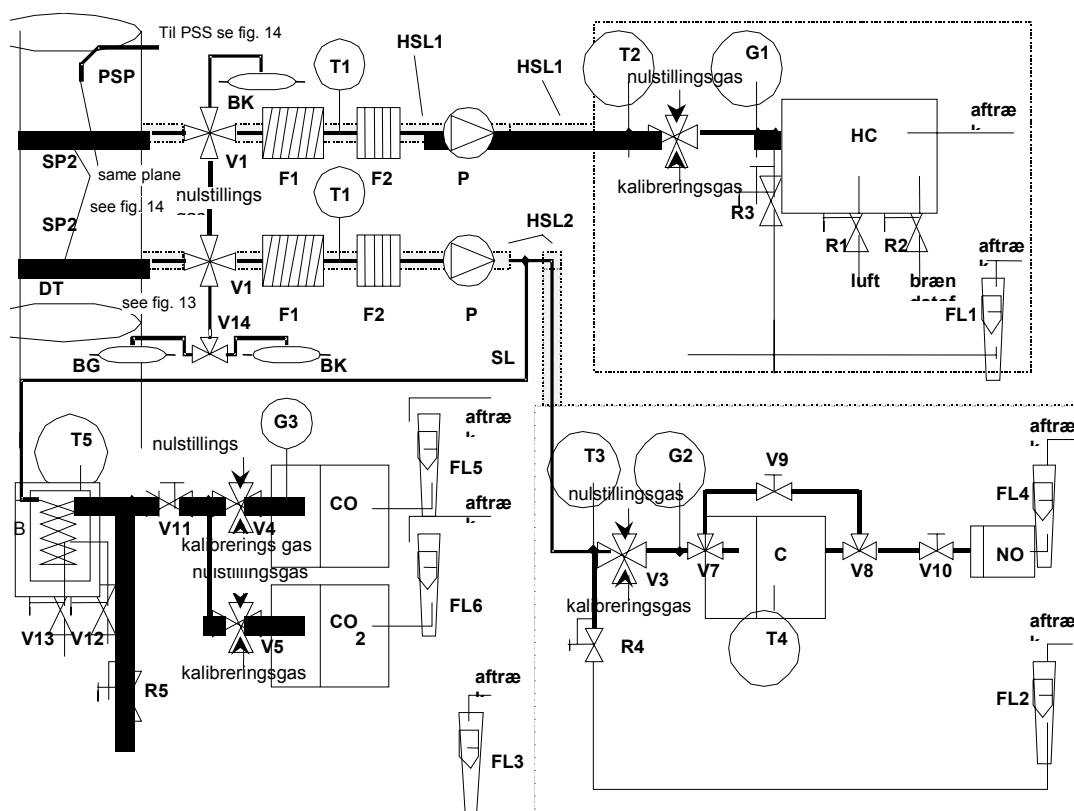 Til PSS se fig. 14
PSP
BK
T1
HSL1
HSL1
T2
nulstillingsgas
G1
HC
aftræ
SP2
same plane
V1
F1
F2
P
kalibreringsgas
R3
nulstillings
see fig. 14
T1
SP2
HSL2
R1
R2
luft
bræn
aftræ
FL1
DT
see fig. 13
V1
F1
F2
P
V14
BG
BK
SL
T5
nulstillings
G3
aftræ
FL5
aftræ
B
V11
V4
CO
kalibrerings gas
nulstillingsgas
V13
V12
V5
CO2
FL6
kalibreringsgas
R5
aftræ
FL3
T3
nulstillingsgas
G2
V9
aftræ
FL4
V3
V7
C
V8
V10
NO
kalibreringsgas
R4
T4
aftræ
FL2